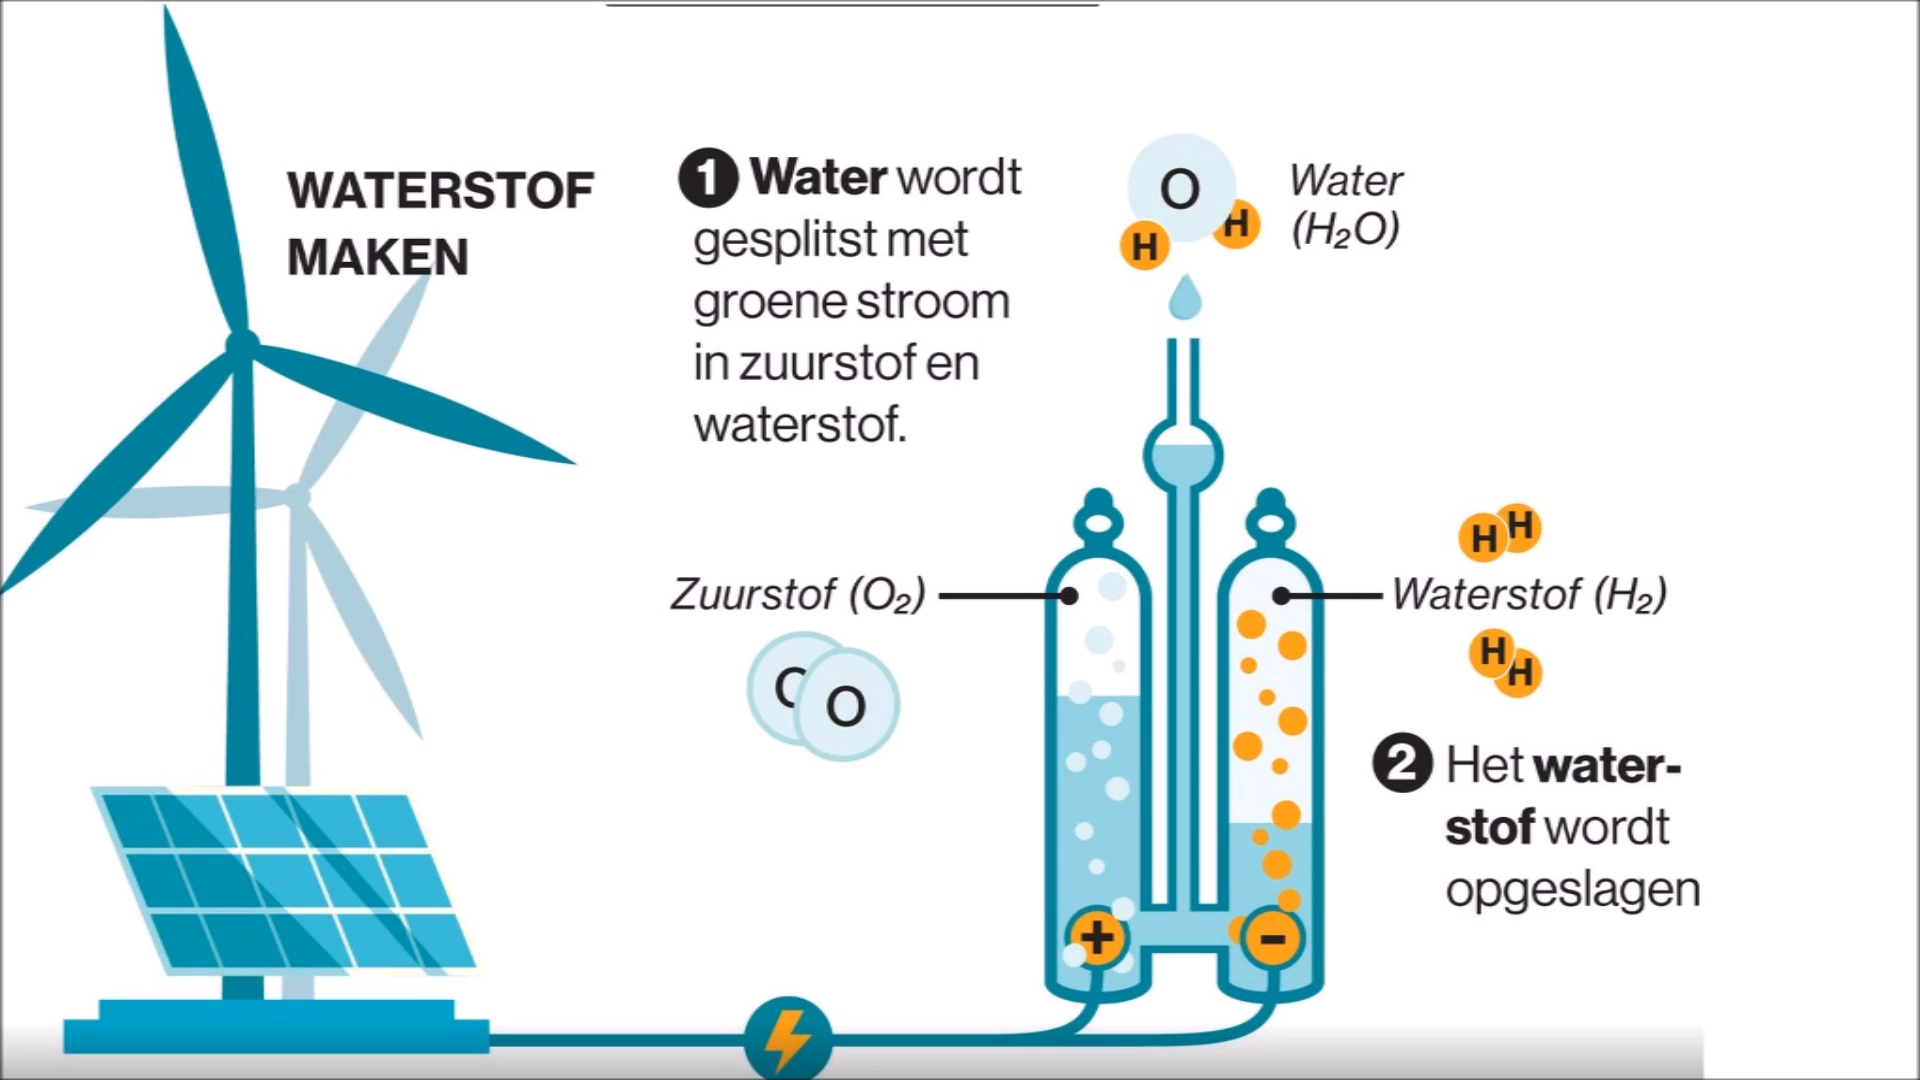 WATERSTOF
MAKEN
1 Water wordt
gesplitst met
groene stroom
in zuurstof en
waterstof.
O
H
H
Water
(H₂O)
Zuurstof (O₂)
O
O
Waterstof (H₂)
H
H
H
H
2 Het water-
stof wordt
opgeslagen
+
-